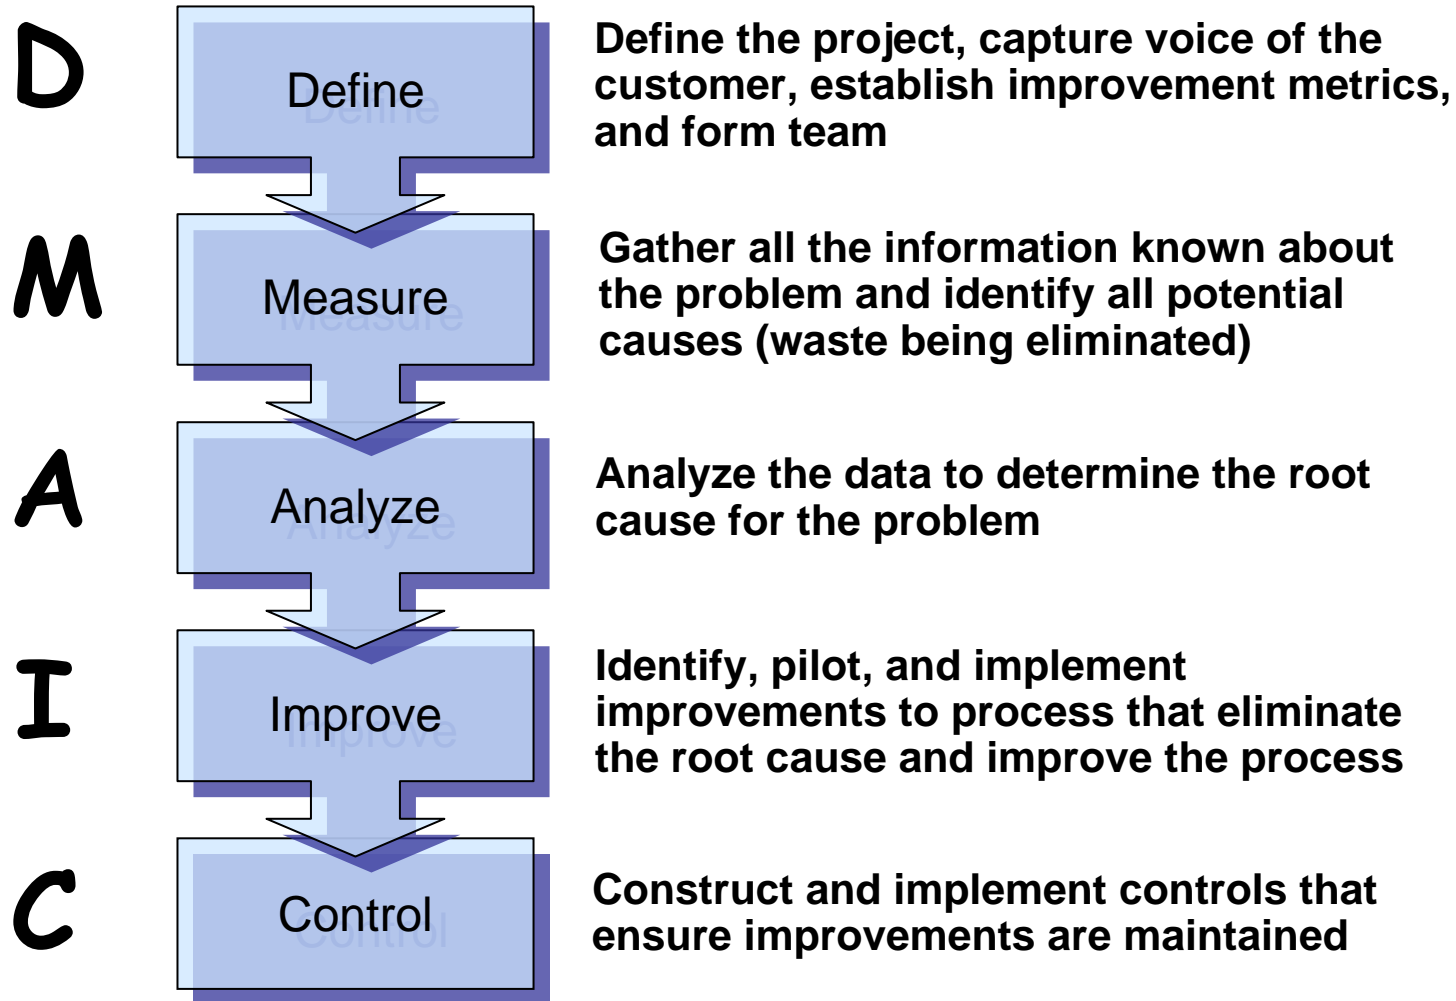 D
Define
Define the project, capture voice of the
customer, establish improvement metrics,
and form team
M
Measure
Gather all the information known about
the problem and identify all potential
causes (waste being eliminated)
A
Analyze
Analyze the data to determine the root
cause for the problem
I
Improve
Identify, pilot, and implement
improvements to process that eliminate
the root cause and improve the process
C
Control
Construct and implement controls that
ensure improvements are maintained